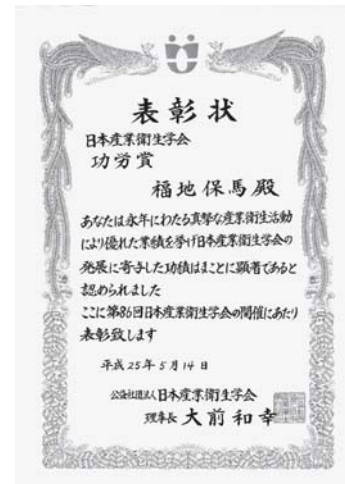 表彰状
日本産業衛生学会
功労賞
福地保馬殿
あなたは永年にわたる真摯な産業衛生活動
により優れた業績を挙げ日本産業衛生学会の
発展に寄与した功績はまことに顕著であると
認められました
ここに第86回日本産業衛生学会の開催にあたり
表彰致します
平成25年5月14日
公益社団法人日本産業衛生学会
理事長 大前和幸